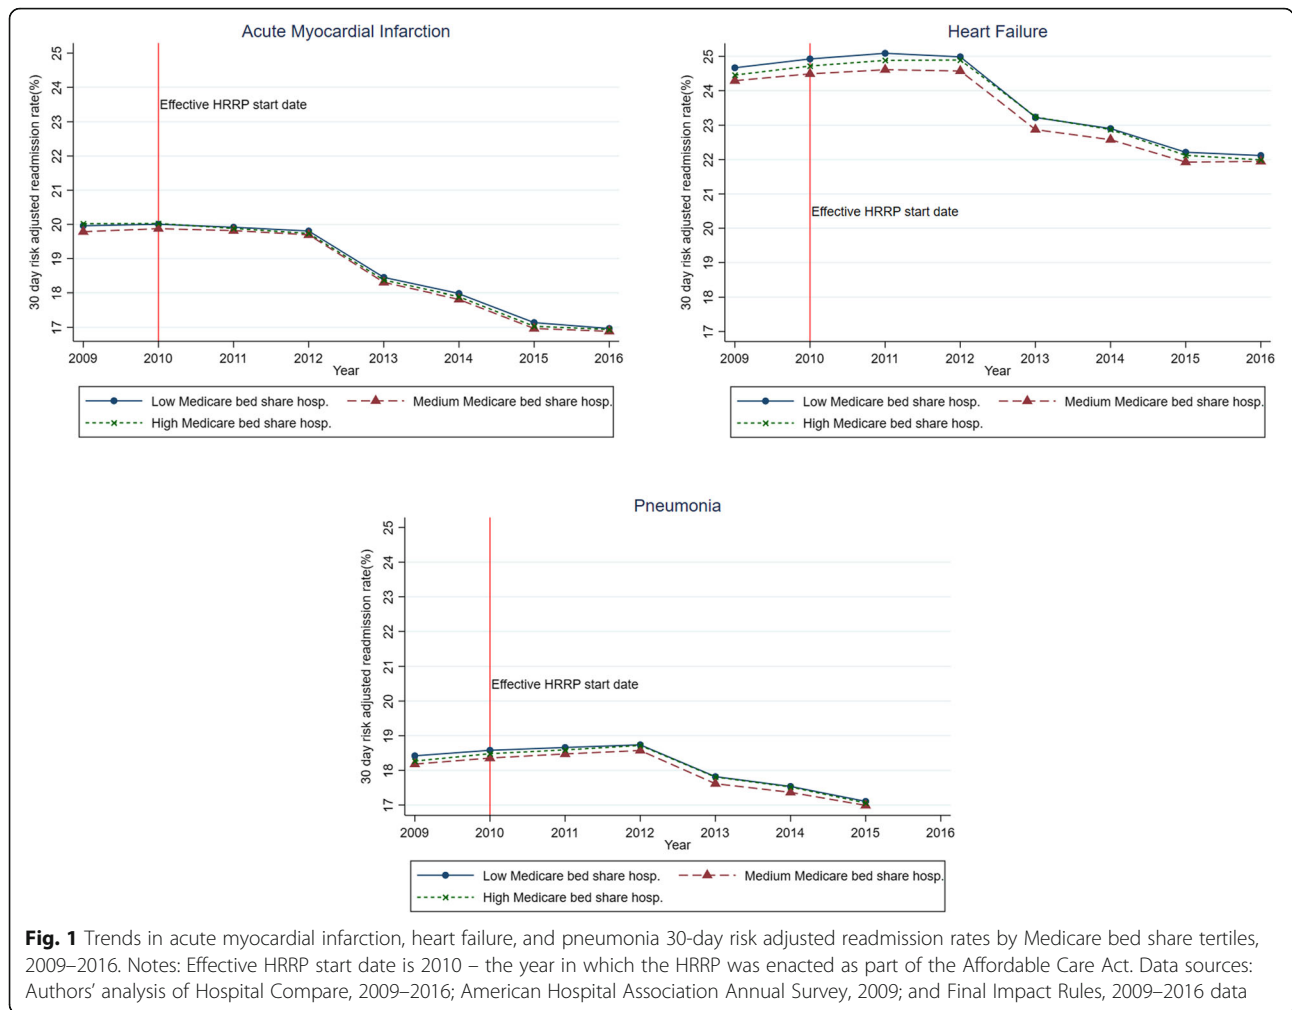 Acute Myocardial Infarction
30 day risk adjusted readmission rate(%)
25
24
23
22
21
20
19
18
17
Effective HRRP start date
2009 2010 2011 2012 2013 2014 2015 2016
Year
Low Medicare bed share hosp. Medium Medicare bed share hosp.
High Medicare bed share hosp.
Heart Failure
30 day risk adjusted readmission rate(%)
25
24
23
22
21
20
19
18
17
Effective HRRP start date
2009 2010 2011 2012 2013 2014 2015 2016
Year
Low Medicare bed share hosp. Medium Medicare bed share hosp.
High Medicare bed share hosp.
Pneumonia
30 day risk adjusted readmission rate(%)
25
24
23
22
21
20
19
18
17
Effective HRRP start date
2009 2010 2011 2012 2013 2014 2015 2016
Year
Low Medicare bed share hosp. Medium Medicare bed share hosp.
High Medicare bed share hosp.
Fig. 1 Trends in acute myocardial infarction, heart failure, and pneumonia 30-day risk adjusted readmission rates by Medicare bed share tertiles,
2009–2016. Notes: Effective HRRP start date is 2010 – the year in which the HRRP was enacted as part of the Affordable Care Act. Data sources:
Authors' analysis of Hospital Compare, 2009–2016; American Hospital Association Annual Survey, 2009; and Final Impact Rules, 2009–2016 data